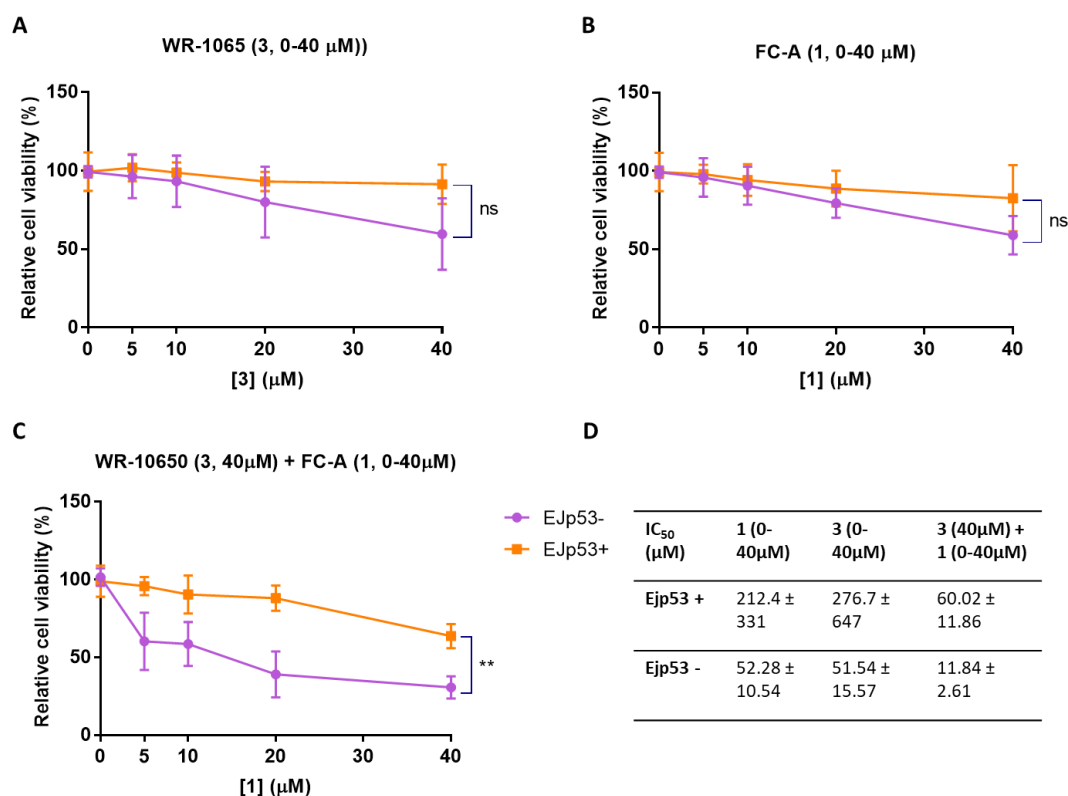 A
WR-1065 (3, 0-40 μM))
Relative cell viability (%)
150
100
50
0
0 5 10 20 30 40
[3] (μM)
ns
B
FC-A (1, 0-40 μM)
Relative cell viability (%)
150
100
50
0
0 5 10 20 30 40
[1] (μM)
ns
C
WR-10650 (3, 40μM) + FC-A (1, 0-40μM)
Relative cell viability (%)
150
100
50
0
0 5 10 20 30 40
[1] (μM)
**
EJp53-
EJp53+
D
IC50 1 (0- 3 (0- 3 (40μM) +
(μM) 40μM) 40μM) 1 (0-40μM)
Ejp53 + 212.4 ± 276.7 ± 60.02 ±
331 647 11.86
Ejp53 - 52.28 ± 51.54 ± 11.84 ±
10.54 15.57 2.61